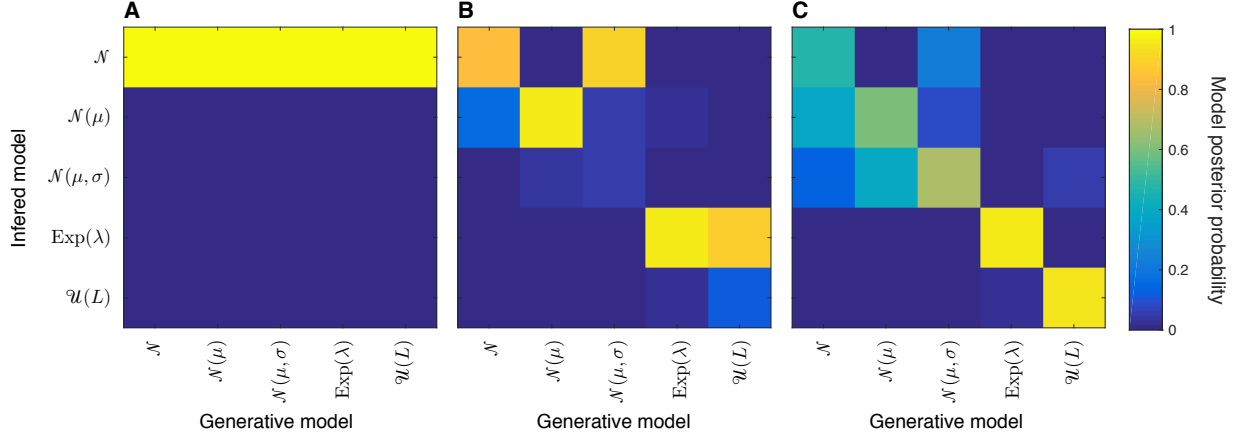 A
B
C
Infered model
𝒩
𝒩(μ)
𝒩(μ, σ)
Exp(λ)
𝒰(L)
𝒩
𝒩(μ)
𝒩(μ, σ)
Exp(λ)
𝒰(L)
Generative model
𝒩
𝒩(μ)
𝒩(μ, σ)
Exp(λ)
𝒰(L)
Generative model
𝒩
𝒩(μ)
𝒩(μ, σ)
Exp(λ)
𝒰(L)
Generative model
1
0.8
0.6
0.4
0.2
0
Model posterior probability